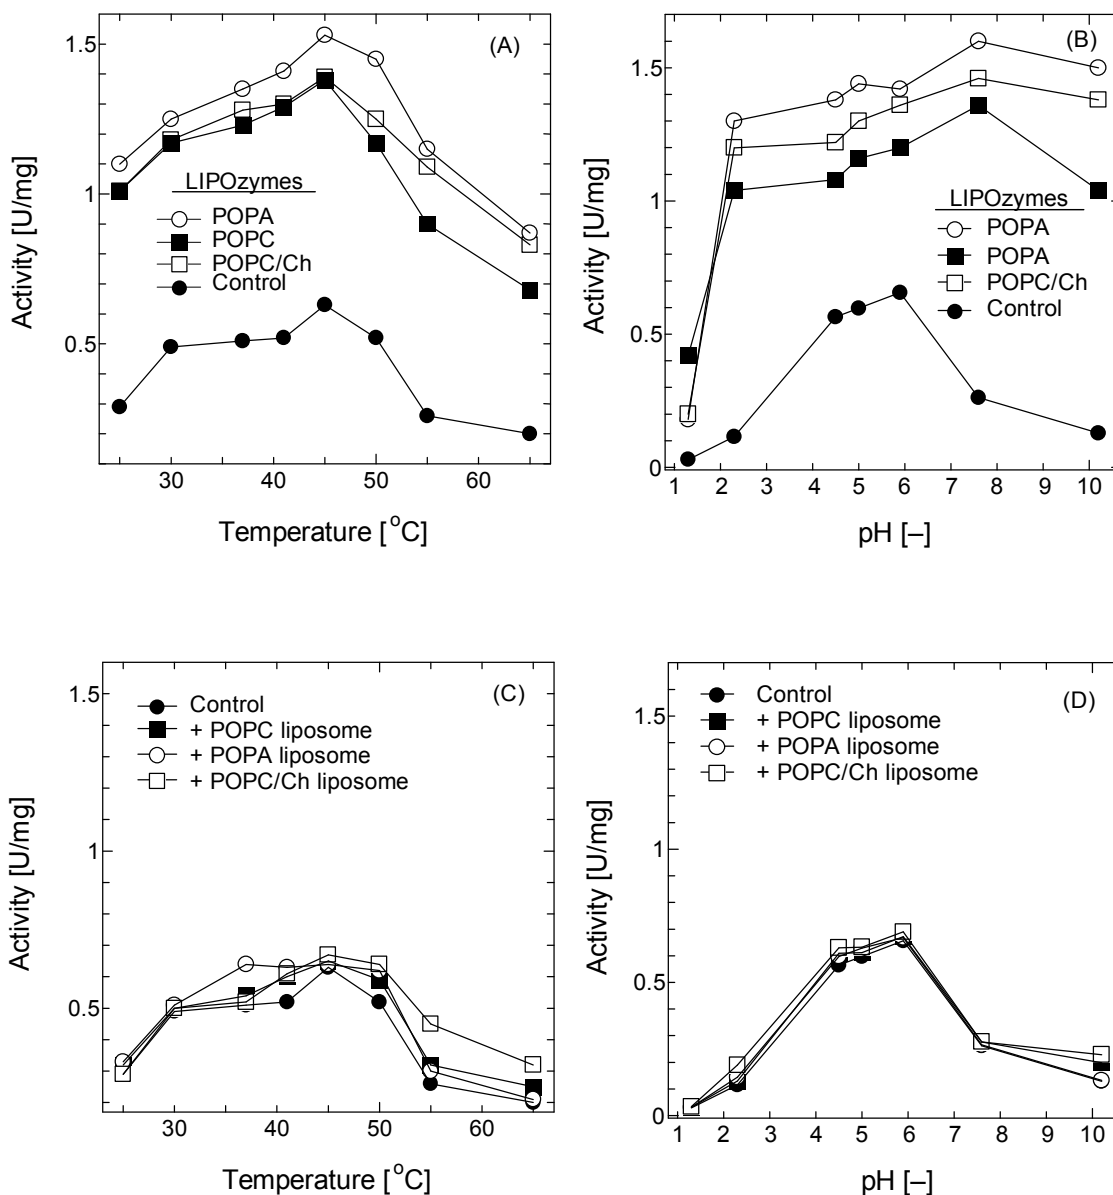 (A)
1.5
1
0.5
Activity [U/mg]
LIPOzymes
POPA
POPC
POPC/Ch
Control
30 40 50 60
Temperature [°C]
(B)
1.5
1
0.5
0
Activity [U/mg]
LIPOzymes
POPA
POPA
POPC/Ch
Control
1 2 3 4 5 6 7 8 9 10
pH [–]
(C)
1.5
1
0.5
Activity [U/mg]
Control
+ POPC liposome
+ POPA liposome
+ POPC/Ch liposome
30 40 50 60
Temperature [°C]
(D)
1.5
1
0.5
0
Activity [U/mg]
Control
+ POPC liposome
+ POPA liposome
+ POPC/Ch liposome
1 2 3 4 5 6 7 8 9 10
pH [–]